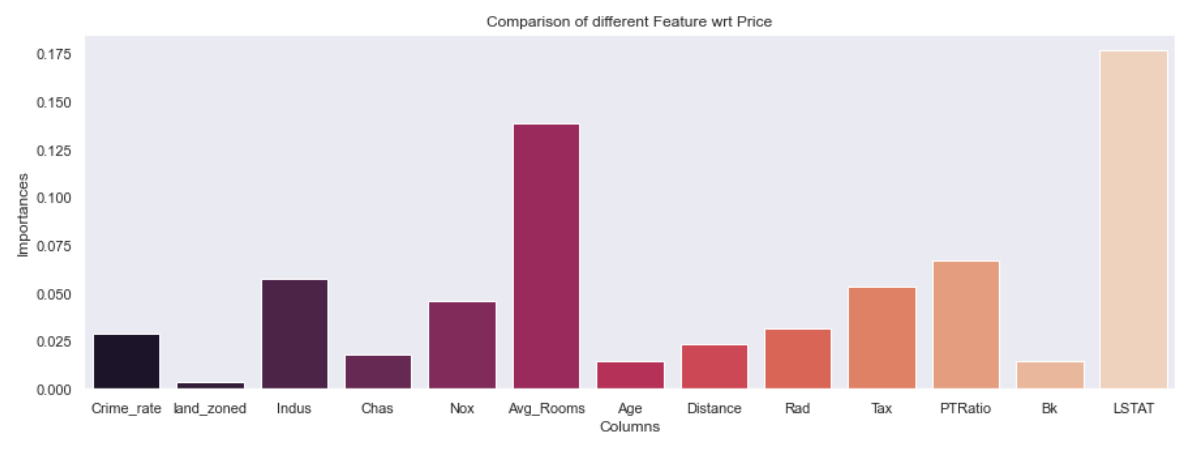 Comparison of different Feature wrt Price
0.175
0.150
0.125
0.100
0.075
0.050
0.025
0.000
Importances
Crime_rate land_zoned Indus Chas Nox Avg_Rooms Age Distance Rad Tax PTRatio Bk LSTAT
Columns